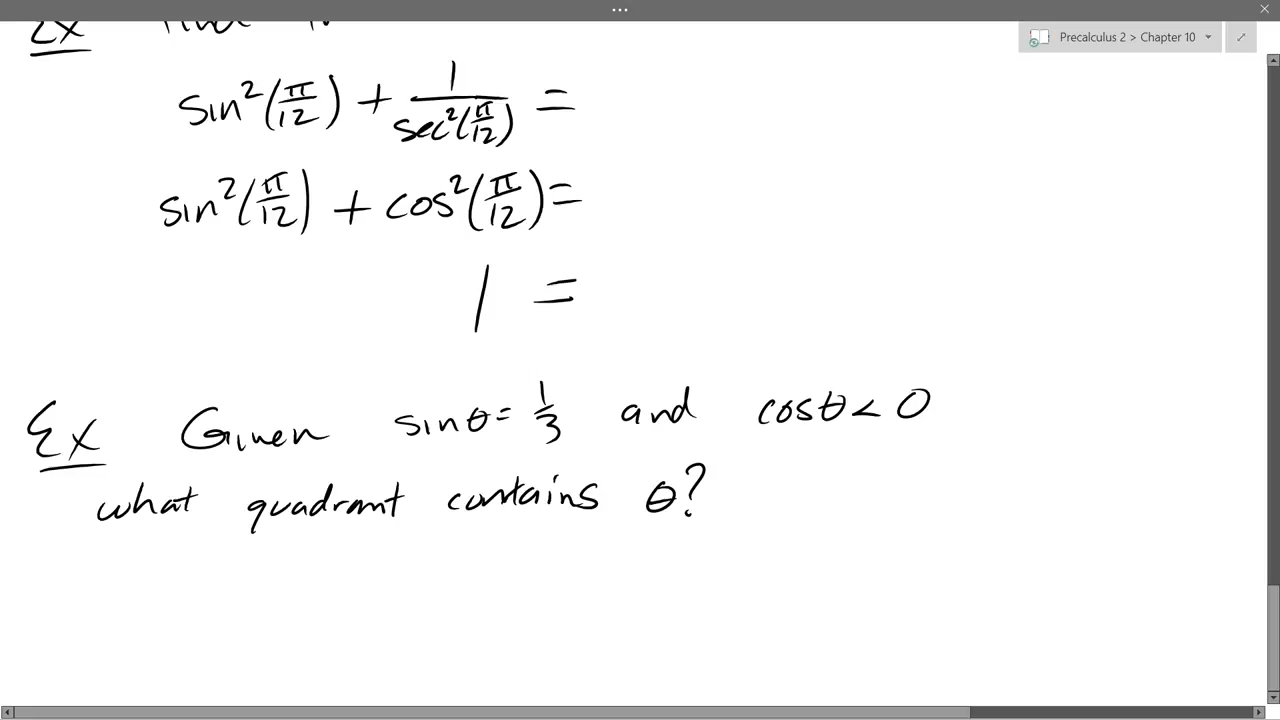 Precalculus 2 > Chapter 10
Ex
sin²(π/12) + 1/sec²(π/12) =
sin²(π/12) + cos²(π/12) =
1 =
Ex Given sinθ = 1/3 and cosθ < 0
what quadrant contains θ?